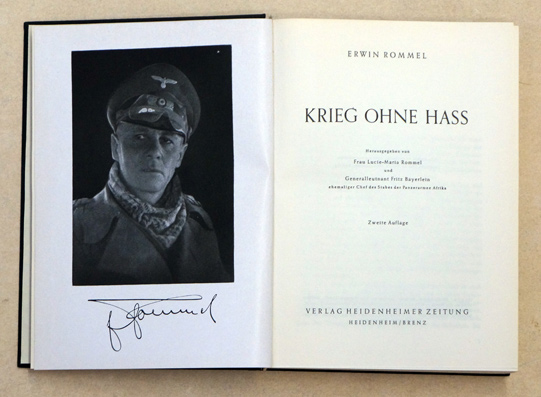 ERWIN ROMMEL
KRIEG OHNE HASS
Herausgegeben von
Frau Lucie-Maria Rommel
und
Generalleutnant Fritz Bayerlein
ehemaliger Chef des Stabes der Panzerarmee Afrika
Zweite Auflage
VERLAG HEIDENHEIMER ZEITUNG
HEIDENHEIM/BRENZ